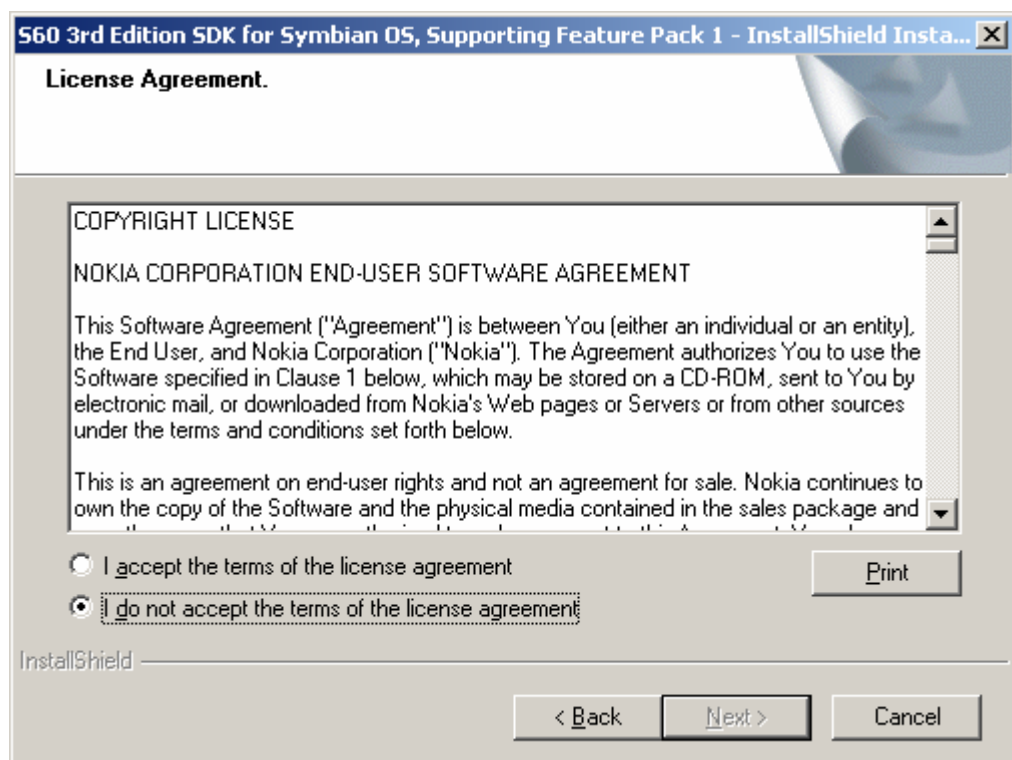 S60 3rd Edition SDK for Symbian OS, Supporting Feature Pack 1 - InstallShield Insta...
License Agreement.
COPYRIGHT LICENSE
NOKIA CORPORATION END-USER SOFTWARE AGREEMENT
This Software Agreement ("Agreement") is between You (either an individual or an entity),
the End User, and Nokia Corporation ("Nokia"). The Agreement authorizes You to use the
Software specified in Clause 1 below, which may be stored on a CD-ROM, sent to You by
electronic mail, or downloaded from Nokia's Web pages or Servers or from other sources
under the terms and conditions set forth below.
This is an agreement on end-user rights and not an agreement for sale. Nokia continues to
own the copy of the Software and the physical media contained in the sales package and
I accept the terms of the license agreement
Print
I do not accept the terms of the license agreement
InstallShield
< Back
Next >
Cancel